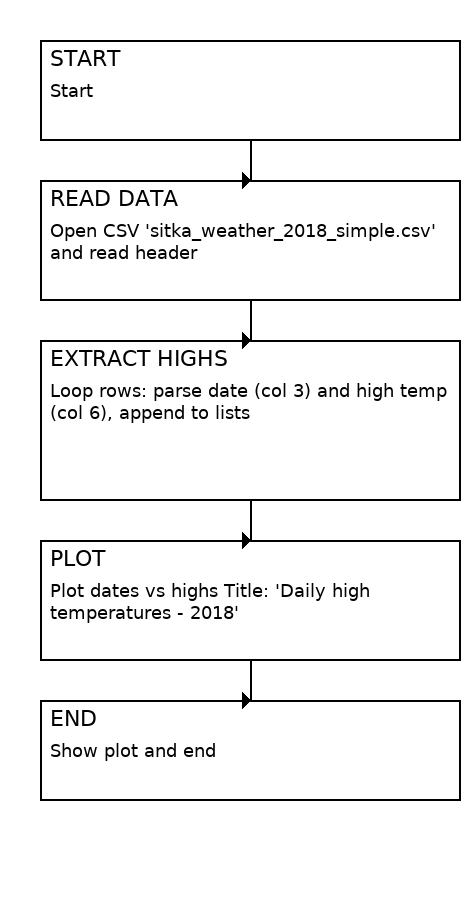 START
Start
READ DATA
Open CSV 'sitka_weather_2018_simple.csv'
and read header
EXTRACT HIGHS
Loop rows: parse date (col 3) and high temp
(col 6), append to lists
PLOT
Plot dates vs highs Title: 'Daily high
temperatures - 2018'
END
Show plot and end